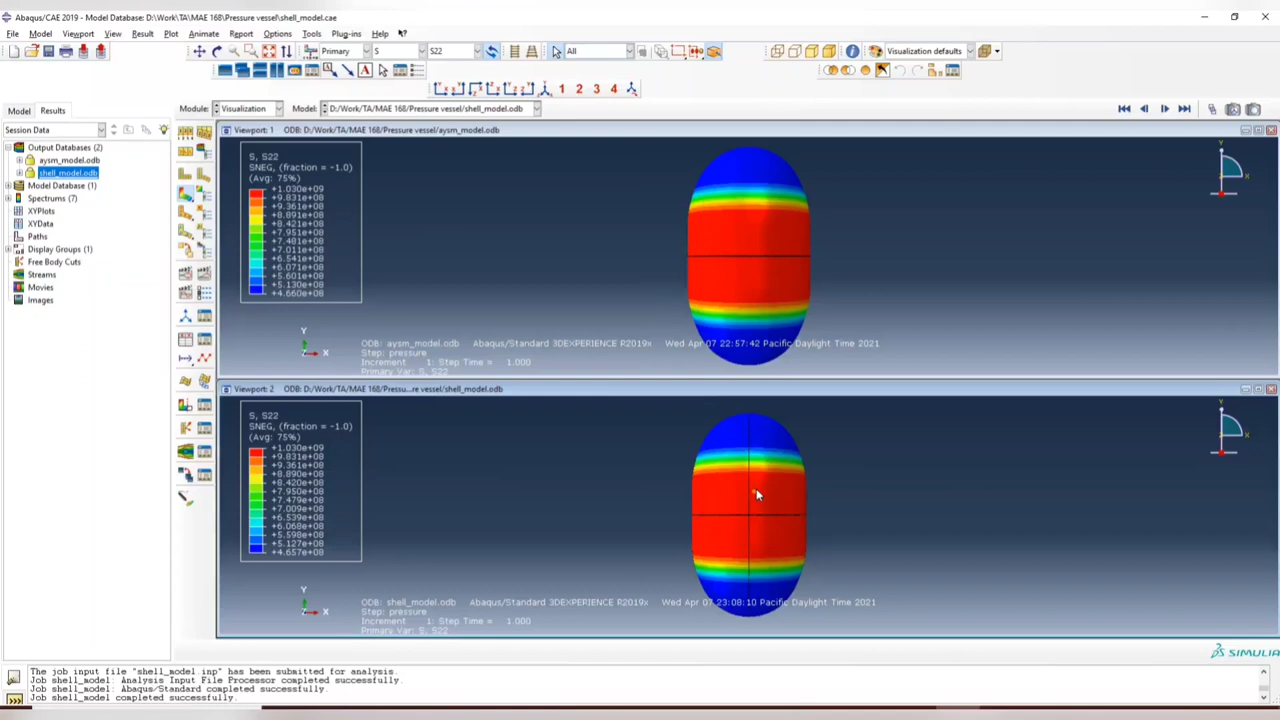 Abaqus/CAE 2019 - Model Database: D:\Work\TA\MAE 168\Pressure vessel\shell_model.cae
File Model Viewport View Result Plot Animate Report Options Tools Plug-ins Help
Primary S S22 All Visualization defaults
1 2 3 4
Model Results Module: Visualization Model: D:/Work/TA/MAE 168/Pressure vessel/shell_model.odb
Session Data
Output Databases (2)
aysm_model.odb
shell_model.odb
Model Database (1)
Spectrums (7)
XYPlots
XYData
Paths
Display Groups (1)
Free Body Cuts
Streams
Movies
Images
Viewport: 1 ODB: D:/Work/TA/MAE 168/Pressure vessel/aysm_model.odb
S, S22
SNEG, (fraction = -1.0)
(Avg: 75%)
+1.030e+09
+9.831e+08
+9.361e+08
+8.891e+08
+8.421e+08
+7.951e+08
+7.481e+08
+7.011e+08
+6.541e+08
+6.071e+08
+5.601e+08
+5.130e+08
+4.660e+08
Y
X
Z
Y
X
ODB: aysm_model.odb Abaqus/Standard 3DEXPERIENCE R2019x Wed Apr 07 22:57:42 Pacific Daylight Time 2021
Step: pressure
Increment 1: Step Time = 1.000
Primary Var: S, S22
Viewport: 2 ODB: D:/Work/TA/MAE 168/Pressu...re vessel/shell_model.odb
S, S22
SNEG, (fraction = -1.0)
(Avg: 75%)
+1.030e+09
+9.831e+08
+9.361e+08
+8.890e+08
+8.420e+08
+7.950e+08
+7.479e+08
+7.009e+08
+6.539e+08
+6.068e+08
+5.598e+08
+5.127e+08
+4.657e+08
Y
X
Z
Y
X
ODB: shell_model.odb Abaqus/Standard 3DEXPERIENCE R2019x Wed Apr 07 23:08:10 Pacific Daylight Time 2021
Step: pressure
Increment 1: Step Time = 1.000
Primary Var: S, S22
SIMULIA
The job input file "shell_model.inp" has been submitted for analysis.
Job shell_model: Analysis Input File Processor completed successfully.
Job shell_model: Abaqus/Standard completed successfully.
Job shell_model completed successfully.